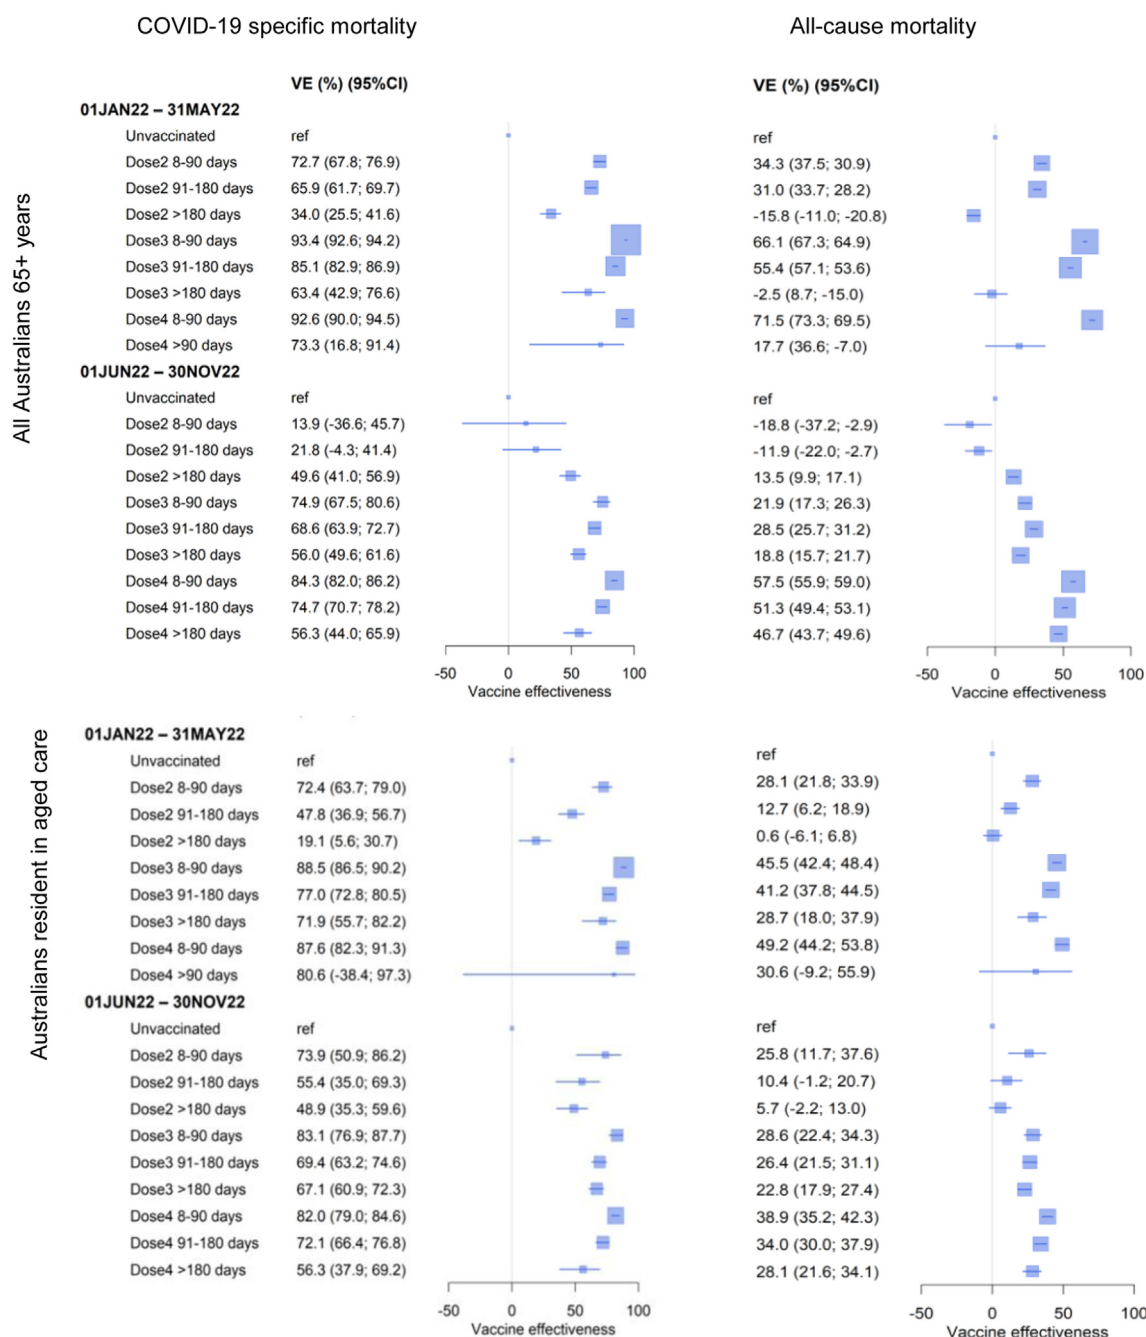 COVID-19 specific mortality All-cause mortality
VE (%) (95%CI) VE (%) (95%CI)
All Australians 65+ years
01JAN22 – 31MAY22
Unvaccinated ref ref
Dose2 8-90 days 72.7 (67.8; 76.9) 34.3 (37.5; 30.9)
Dose2 91-180 days 65.9 (61.7; 69.7) 31.0 (33.7; 28.2)
Dose2 >180 days 34.0 (25.5; 41.6) -15.8 (-11.0; -20.8)
Dose3 8-90 days 93.4 (92.6; 94.2) 66.1 (67.3; 64.9)
Dose3 91-180 days 85.1 (82.9; 86.9) 55.4 (57.1; 53.6)
Dose3 >180 days 63.4 (42.9; 76.6) -2.5 (8.7; -15.0)
Dose4 8-90 days 92.6 (90.0; 94.5) 71.5 (73.3; 69.5)
Dose4 >90 days 73.3 (16.8; 91.4) 17.7 (36.6; -7.0)
01JUN22 – 30NOV22
Unvaccinated ref ref
Dose2 8-90 days 13.9 (-36.6; 45.7) -18.8 (-37.2; -2.9)
Dose2 91-180 days 21.8 (-4.3; 41.4) -11.9 (-22.0; -2.7)
Dose2 >180 days 49.6 (41.0; 56.9) 13.5 (9.9; 17.1)
Dose3 8-90 days 74.9 (67.5; 80.6) 21.9 (17.3; 26.3)
Dose3 91-180 days 68.6 (63.9; 72.7) 28.5 (25.7; 31.2)
Dose3 >180 days 56.0 (49.6; 61.6) 18.8 (15.7; 21.7)
Dose4 8-90 days 84.3 (82.0; 86.2) 57.5 (55.9; 59.0)
Dose4 91-180 days 74.7 (70.7; 78.2) 51.3 (49.4; 53.1)
Dose4 >180 days 56.3 (44.0; 65.9) 46.7 (43.7; 49.6)
-50 0 50 100 -50 0 50 100
Vaccine effectiveness Vaccine effectiveness
Australians resident in aged care
01JAN22 – 31MAY22
Unvaccinated ref ref
Dose2 8-90 days 72.4 (63.7; 79.0) 28.1 (21.8; 33.9)
Dose2 91-180 days 47.8 (36.9; 56.7) 12.7 (6.2; 18.9)
Dose2 >180 days 19.1 (5.6; 30.7) 0.6 (-6.1; 6.8)
Dose3 8-90 days 88.5 (86.5; 90.2) 45.5 (42.4; 48.4)
Dose3 91-180 days 77.0 (72.8; 80.5) 41.2 (37.8; 44.5)
Dose3 >180 days 71.9 (55.7; 82.2) 28.7 (18.0; 37.9)
Dose4 8-90 days 87.6 (82.3; 91.3) 49.2 (44.2; 53.8)
Dose4 >90 days 80.6 (-38.4; 97.3) 30.6 (-9.2; 55.9)
01JUN22 – 30NOV22
Unvaccinated ref ref
Dose2 8-90 days 73.9 (50.9; 86.2) 25.8 (11.7; 37.6)
Dose2 91-180 days 55.4 (35.0; 69.3) 10.4 (-1.2; 20.7)
Dose2 >180 days 48.9 (35.3; 59.6) 5.7 (-2.2; 13.0)
Dose3 8-90 days 83.1 (76.9; 87.7) 28.6 (22.4; 34.3)
Dose3 91-180 days 69.4 (63.2; 74.6) 26.4 (21.5; 31.1)
Dose3 >180 days 67.1 (60.9; 72.3) 22.8 (17.9; 27.4)
Dose4 8-90 days 82.0 (79.0; 84.6) 38.9 (35.2; 42.3)
Dose4 91-180 days 72.1 (66.4; 76.8) 34.0 (30.0; 37.9)
Dose4 >180 days 56.3 (37.9; 69.2) 28.1 (21.6; 34.1)
-50 0 50 100 -50 0 50 100
Vaccine effectiveness Vaccine effectiveness